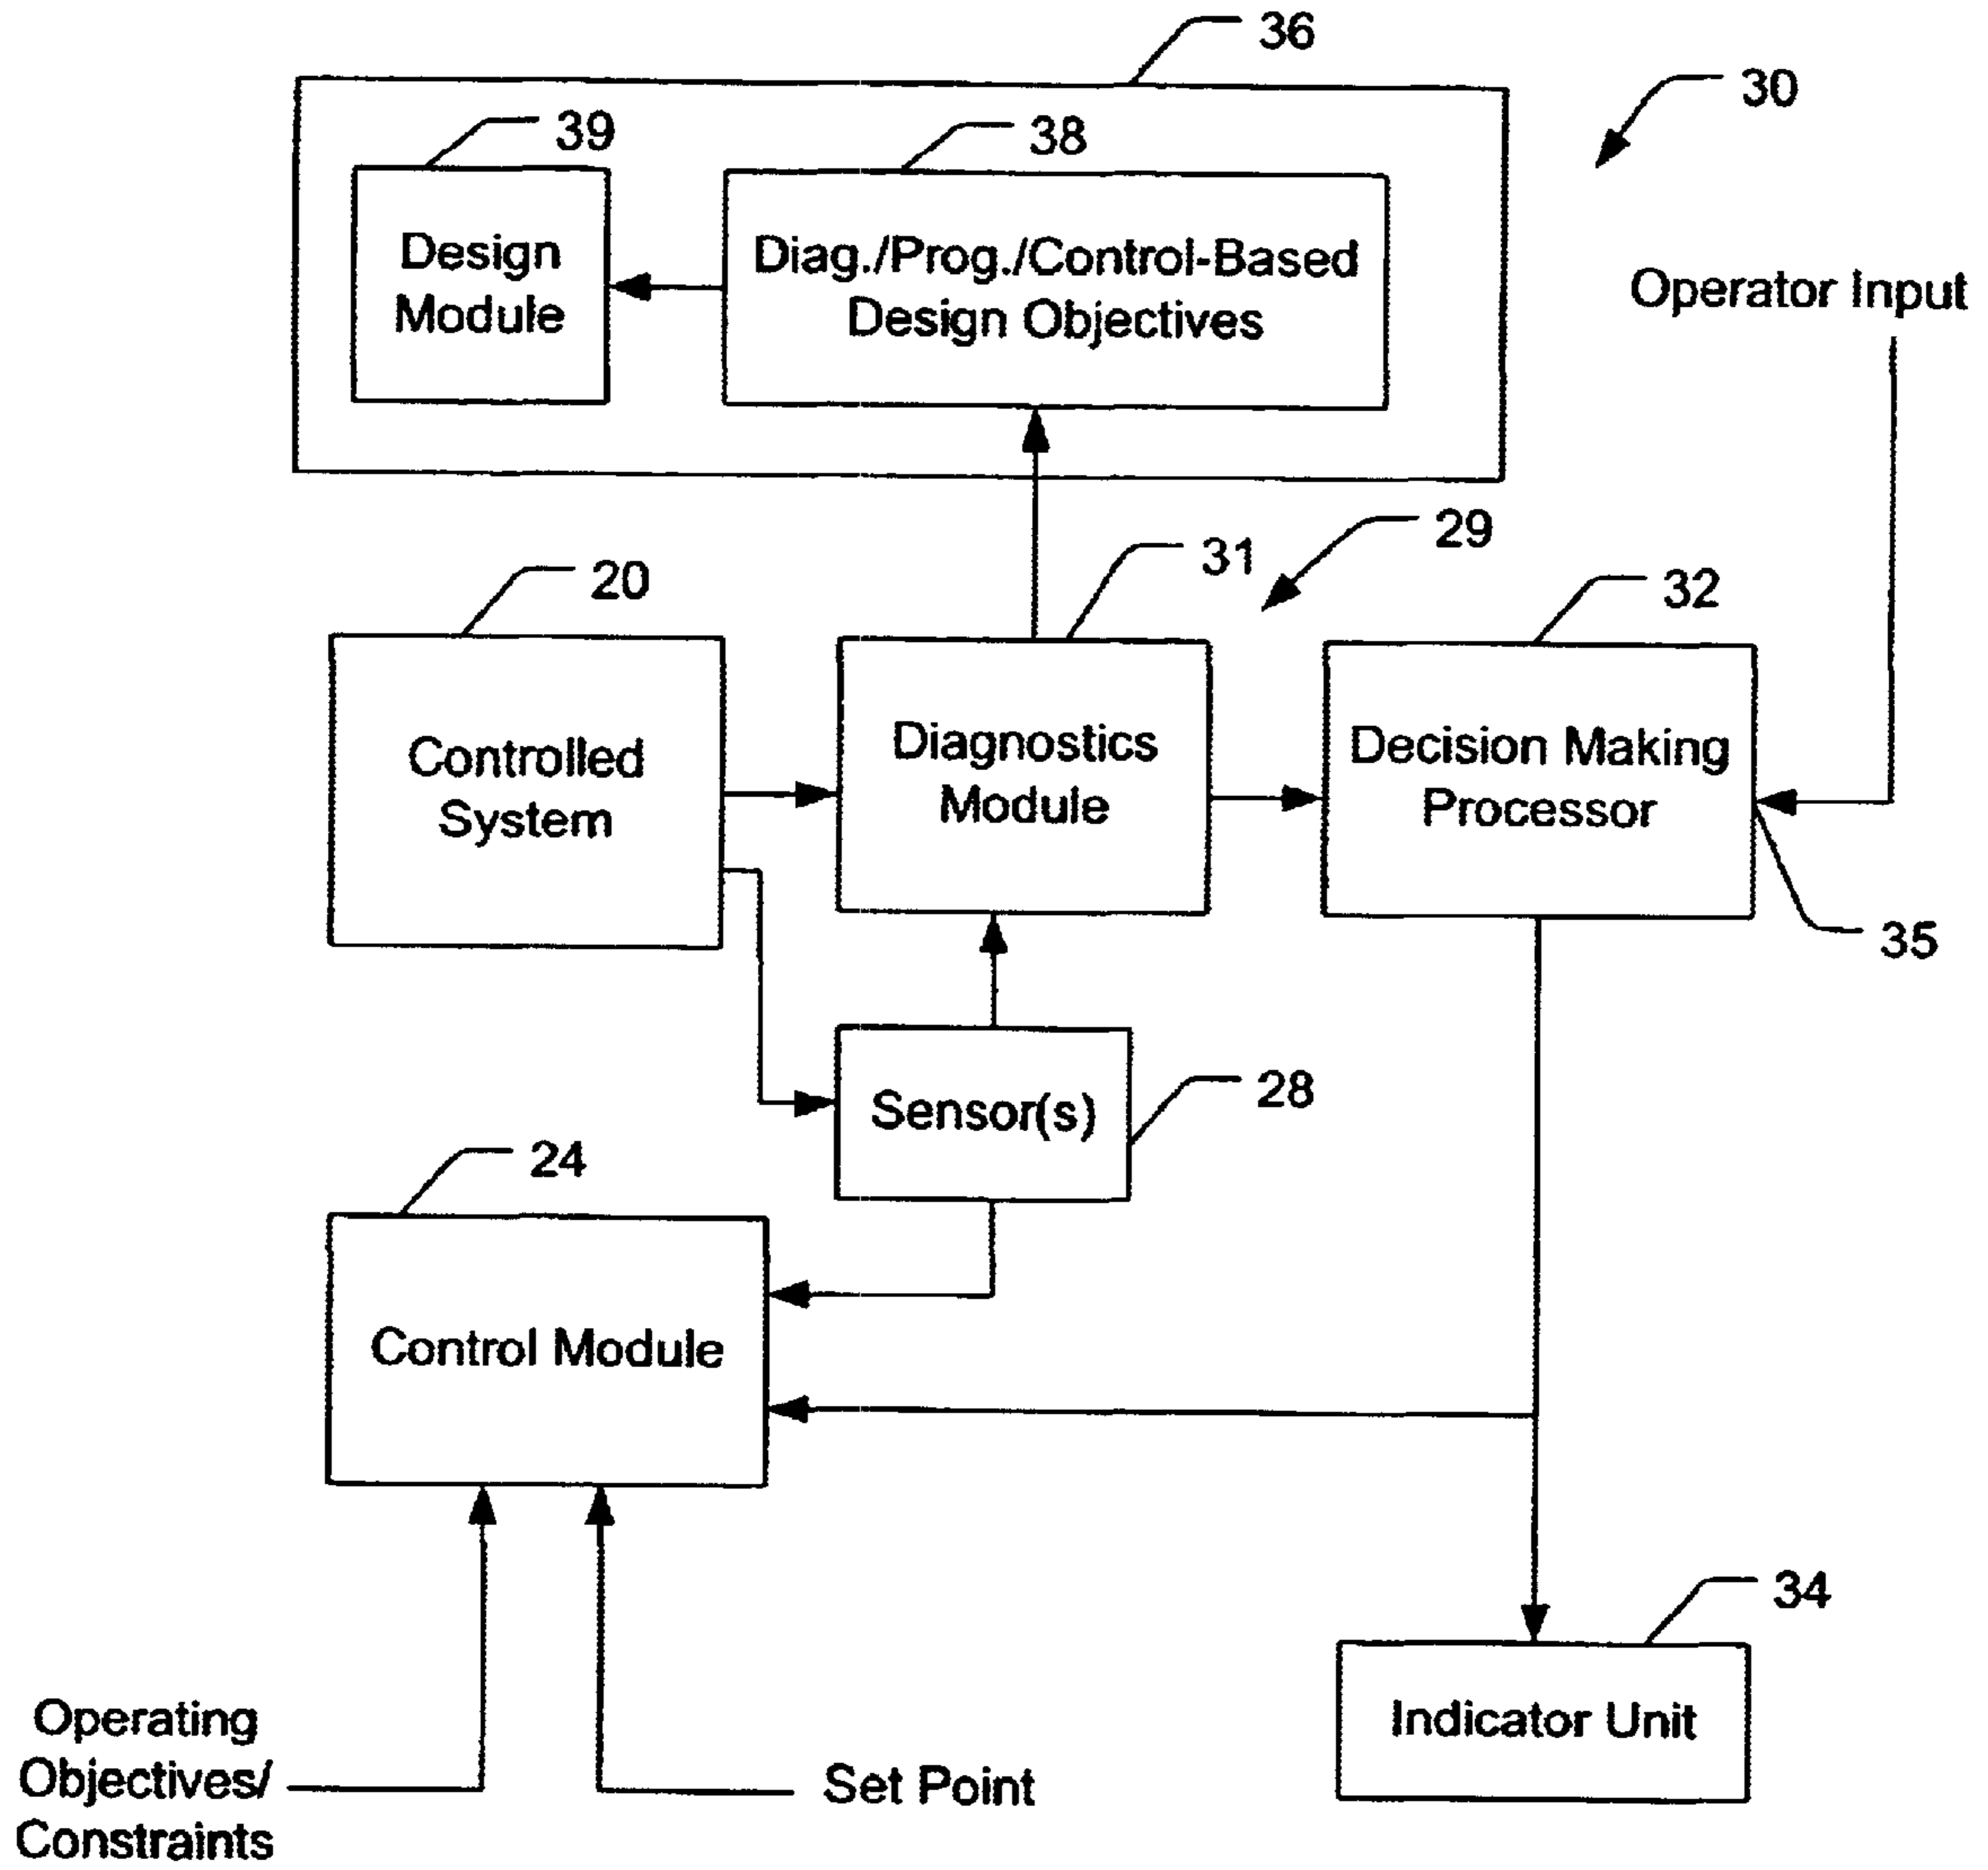 36
30
39
38
Design
Module
Diag./Prog./Control-Based
Design Objectives
Operator Input
29
31
20
32
Controlled
System
Diagnostics
Module
Decision Making
Processor
35
28
Sensor(s)
24
Control Module
34
Indicator Unit
Operating
Objectives/
Constraints
Set Point